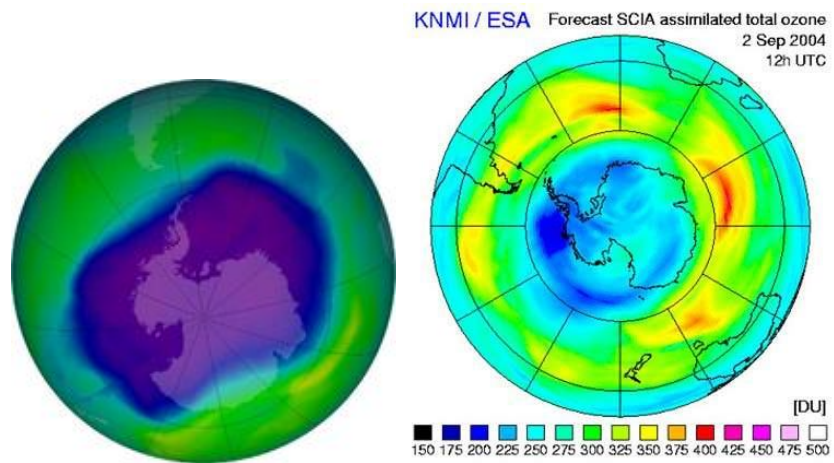 KNMI / ESA
Forecast SCIA assimilated total ozone
2 Sep 2004
12h UTC
[DU]
150 175 200 225 250 275 300 325 350 375 400 425 450 475 500